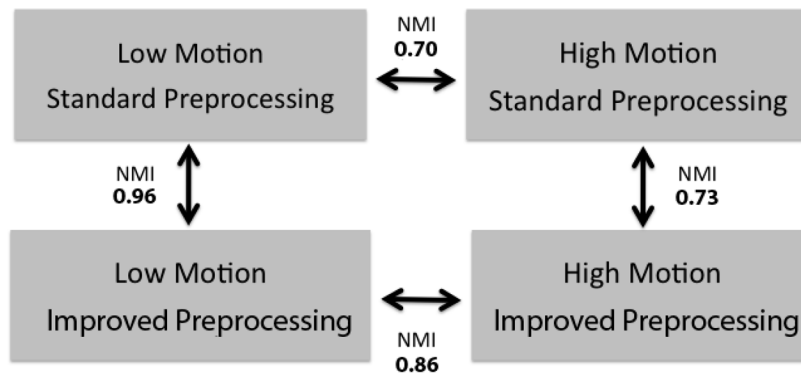 Low Motion
Standard Preprocessing
NMI
0.70
High Motion
Standard Preprocessing
NMI
0.96
NMI
0.73
Low Motion
Improved Preprocessing
NMI
0.86
High Motion
Improved Preprocessing